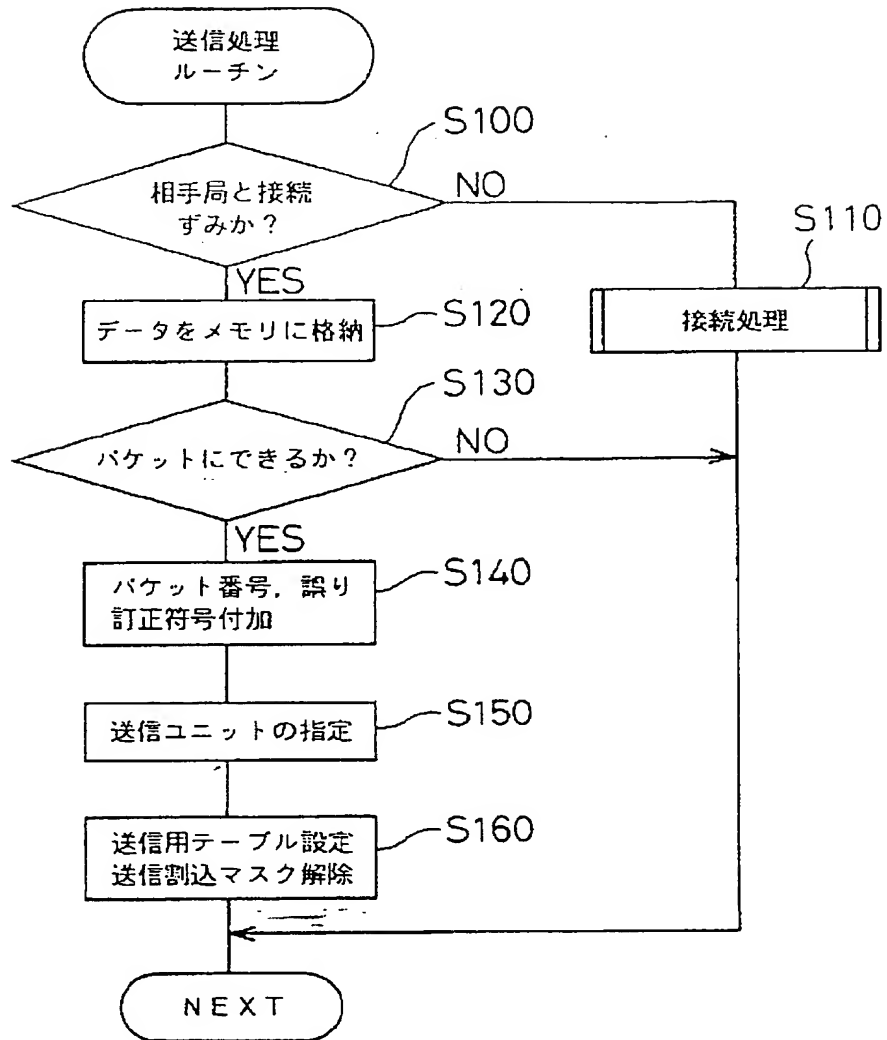 送信処理
ルーチン
S100
相手局と接続
ずみか？
NO
S110
YES
接続処理
データをメモリに格納
S120
S130
パケットにできるか？
NO
YES
S140
パケット番号，誤り
訂正符号付加
S150
送信ユニットの指定
S160
送信用テーブル設定
送信割込マスク解除
NEXT